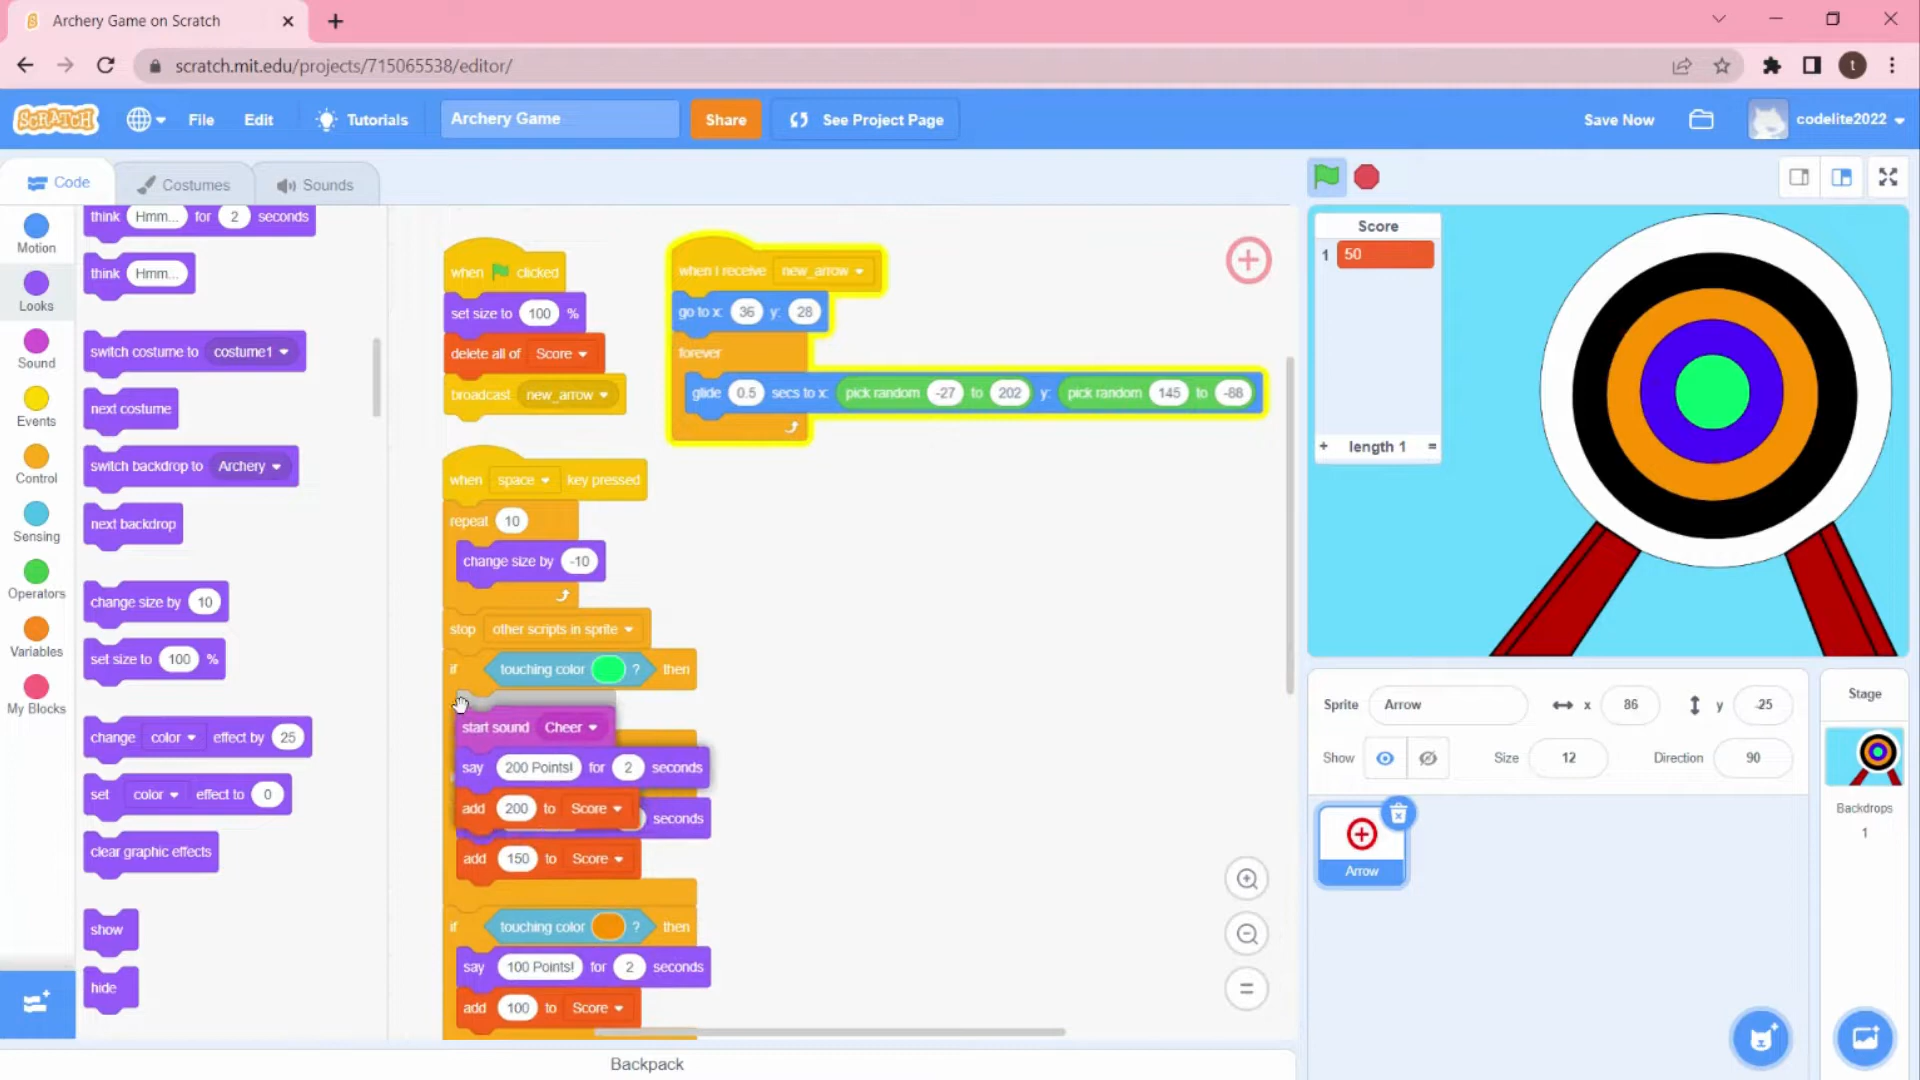 Archery Game on Scratch
scratch.mit.edu/projects/715065538/editor/
t
SCRATCH
File
Edit
Tutorials
Archery Game
Share
See Project Page
Save Now
codelite2022
Code
Costumes
Sounds
Motion
Looks
Sound
Events
Control
Sensing
Operators
Variables
My Blocks
think Hmm... for 2 seconds
think Hmm...
switch costume to costume1
next costume
switch backdrop to Archery
next backdrop
change size by 10
set size to 100 %
change color effect by 25
set color effect to 0
clear graphic effects
show
hide
when clicked
set size to 100 %
delete all of Score
broadcast new_arrow
when I receive new_arrow
go to x: 36 y: 28
forever
glide 0.5 secs to x: pick random -27 to 202 y: pick random 145 to -88
when space key pressed
repeat 10
change size by -10
stop other scripts in sprite
if touching color ? then
start sound Cheer
say 200 Points! for 2 seconds
add 200 to Score
seconds
add 150 to Score
if touching color ? then
say 100 Points! for 2 seconds
add 100 to Score
Backpack
Score
1 50
+ length 1 =
Sprite Arrow x 86 y -25
Show Size 12 Direction 90
Arrow
Stage
Backdrops
1